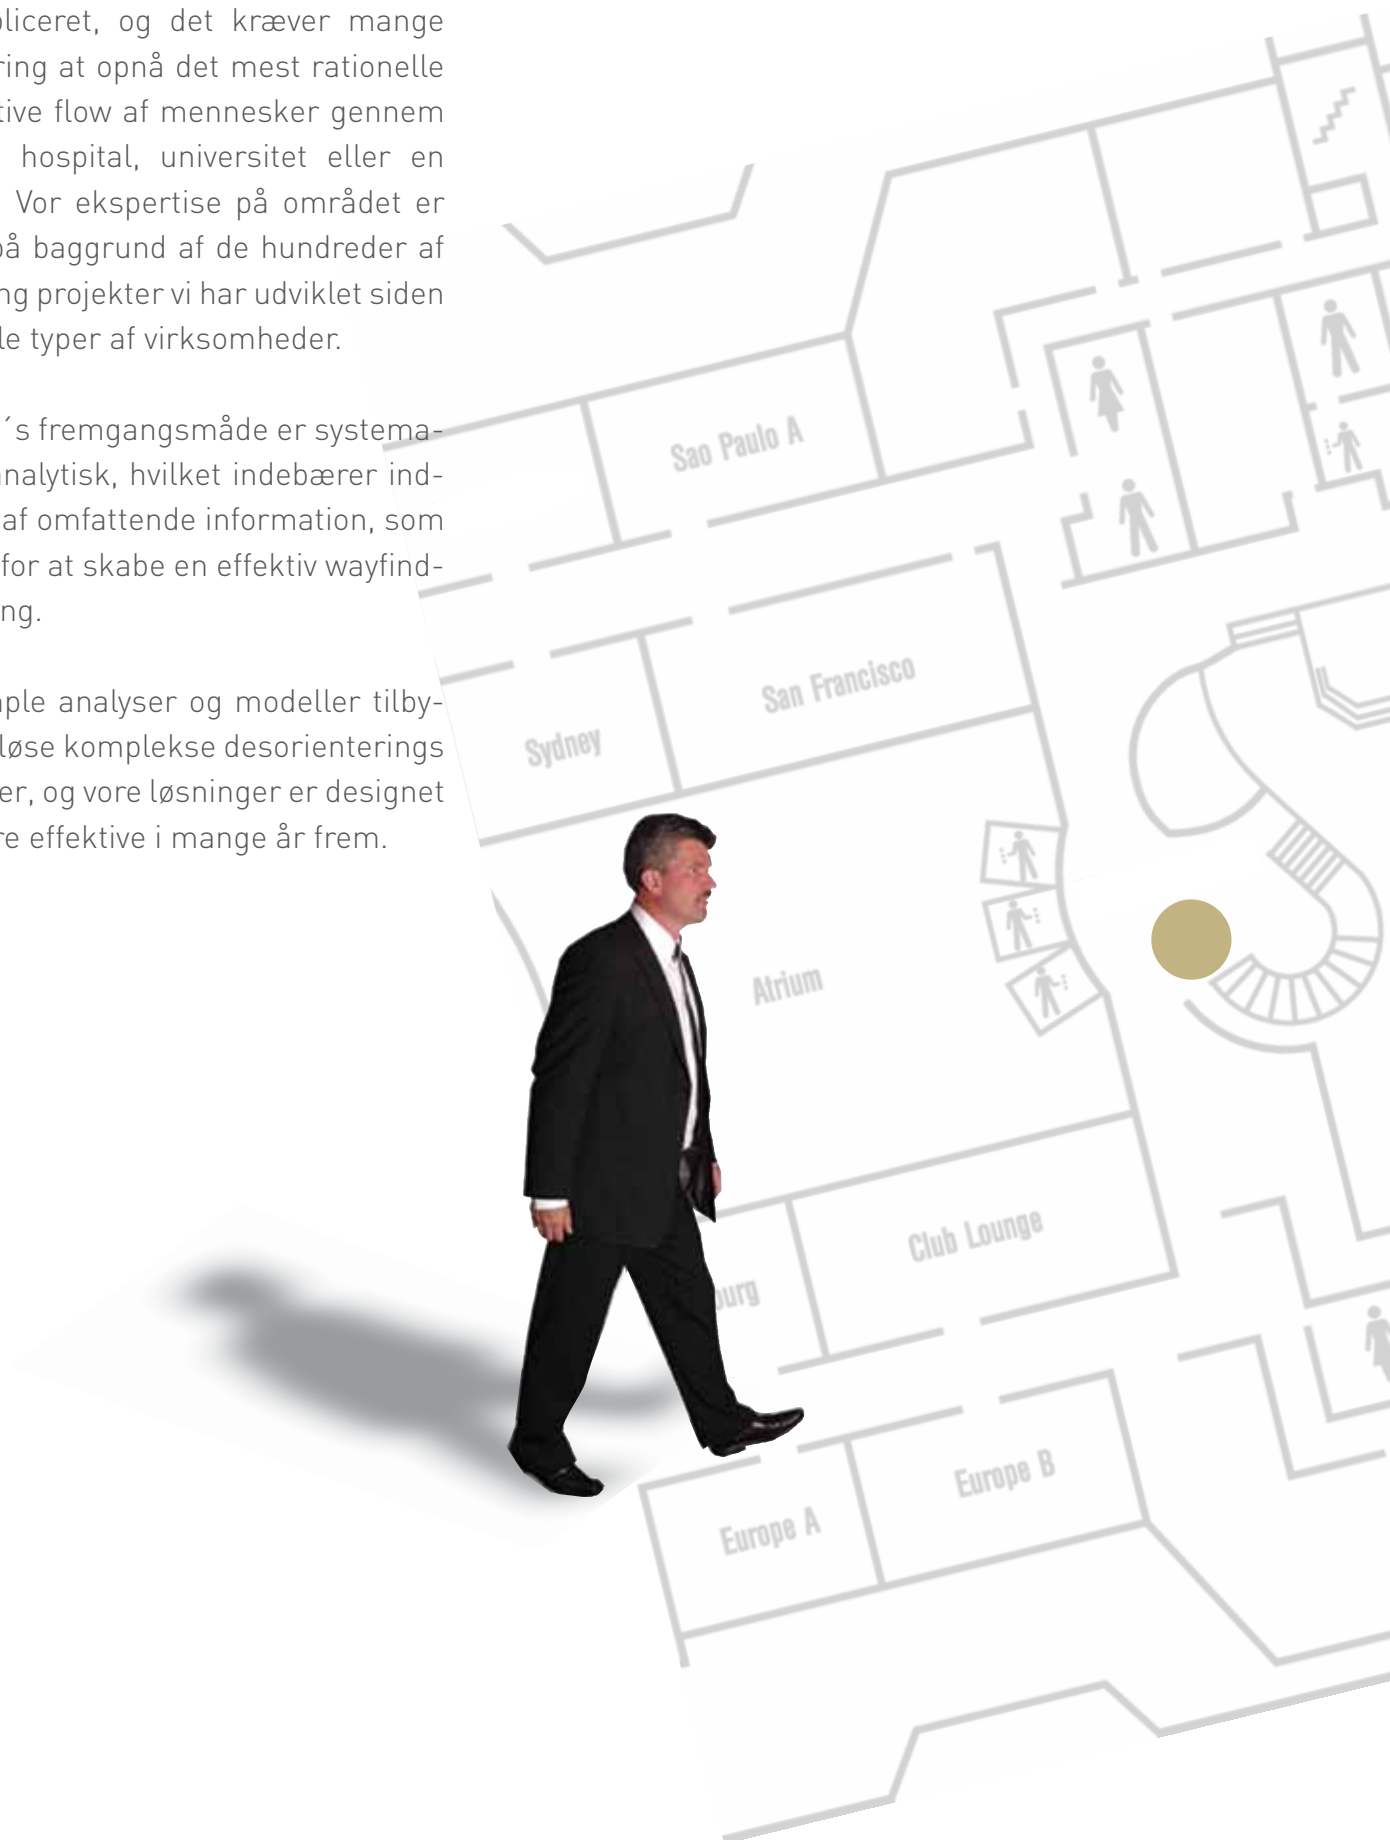 pliceret, og det kræver mange
ring at opnå det mest rationelle
tive flow af mennesker gennem
hospital, universitet eller en
Vor ekspertise på området er
på baggrund af de hundreder af
ng projekter vi har udviklet siden
le typer af virksomheder.
´s fremgangsmåde er systema-
analytisk, hvilket indebærer ind-
af omfattende information, som
for at skabe en effektiv wayfind-
ng.
ple analyser og modeller tilby-
løse komplekse desorienterings
er, og vore løsninger er designet
re effektive i mange år frem.
Sao Paulo A
San Francisco
Sydney
Atrium
Club Lounge
burg
Europe B
Europe A